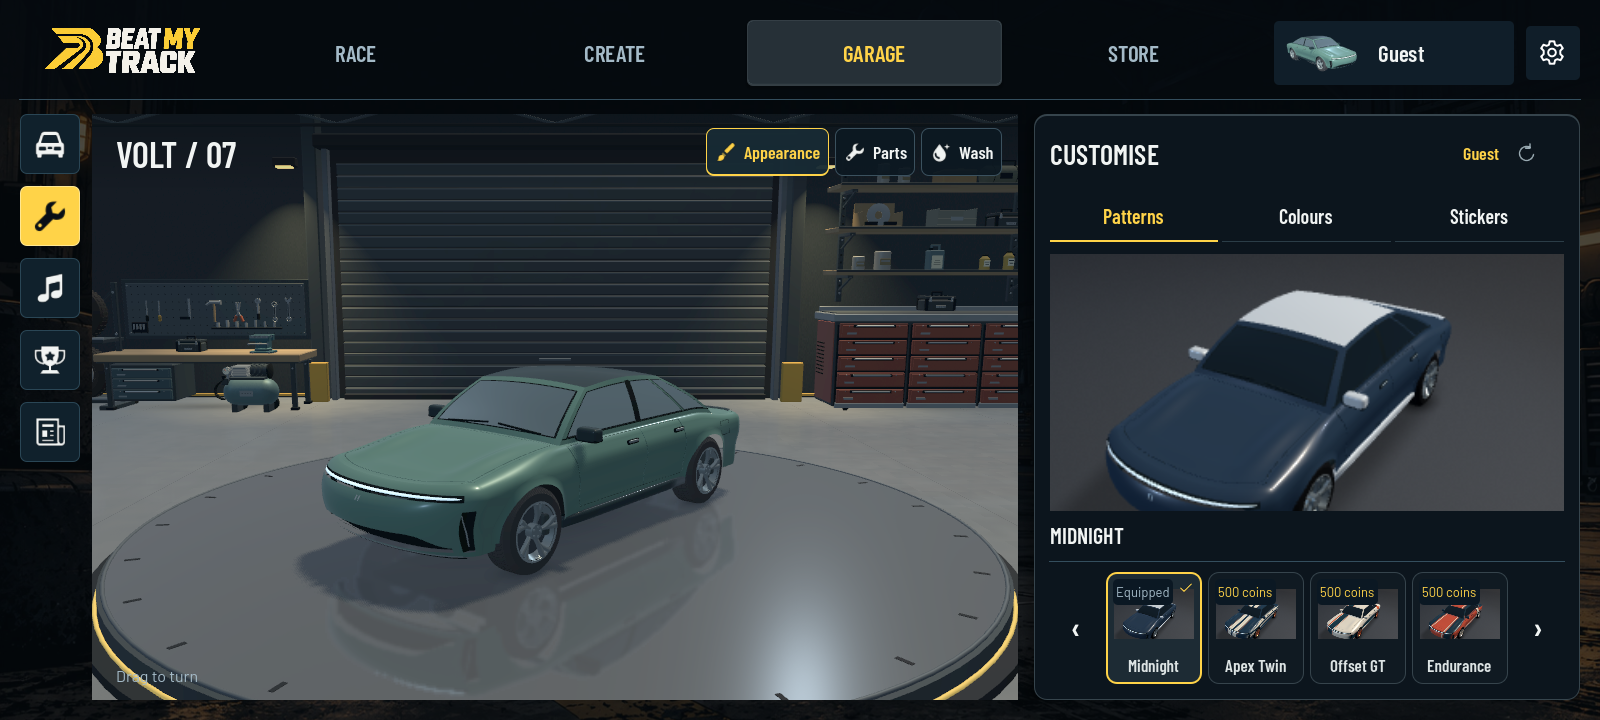 BEAT MY
TRACK
RACE
CREATE
GARAGE
STORE
Guest
VOLT / 07
Appearance
Parts
Wash
CUSTOMISE
Guest
Patterns
Colours
Stickers
MIDNIGHT
Equipped
500 coins
500 coins
500 coins
Midnight
Apex Twin
Offset GT
Endurance
Drag to turn